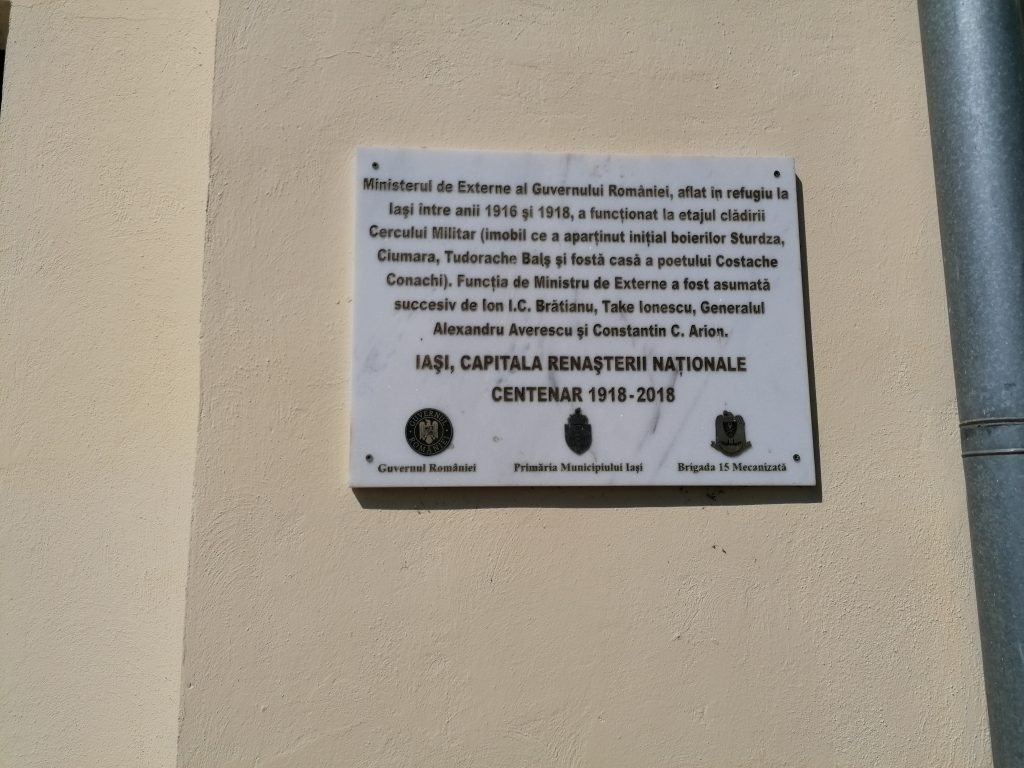 Ministerul de Externe al Guvernului României, aflat în refugiu la
Iaşi între anii 1916 şi 1918, a funcţionat la etajul clădirii
Cercului Militar (imobil ce a aparţinut iniţial boierilor Sturdza,
Ciumara, Tudorache Balş şi fostă casă a poetului Costache
Conachi). Funcţia de Ministru de Externe a fost asumată
succesiv de Ion I.C. Brătianu, Take Ionescu, Generalul
Alexandru Averescu şi Constantin C. Arion.
IAŞI, CAPITALA RENAŞTERII NAŢIONALE
CENTENAR 1918-2018
GUVERNUL ROMÂNIEI
Guvernul României Primăria Municipiului Iaşi Brigada 15 Mecanizată